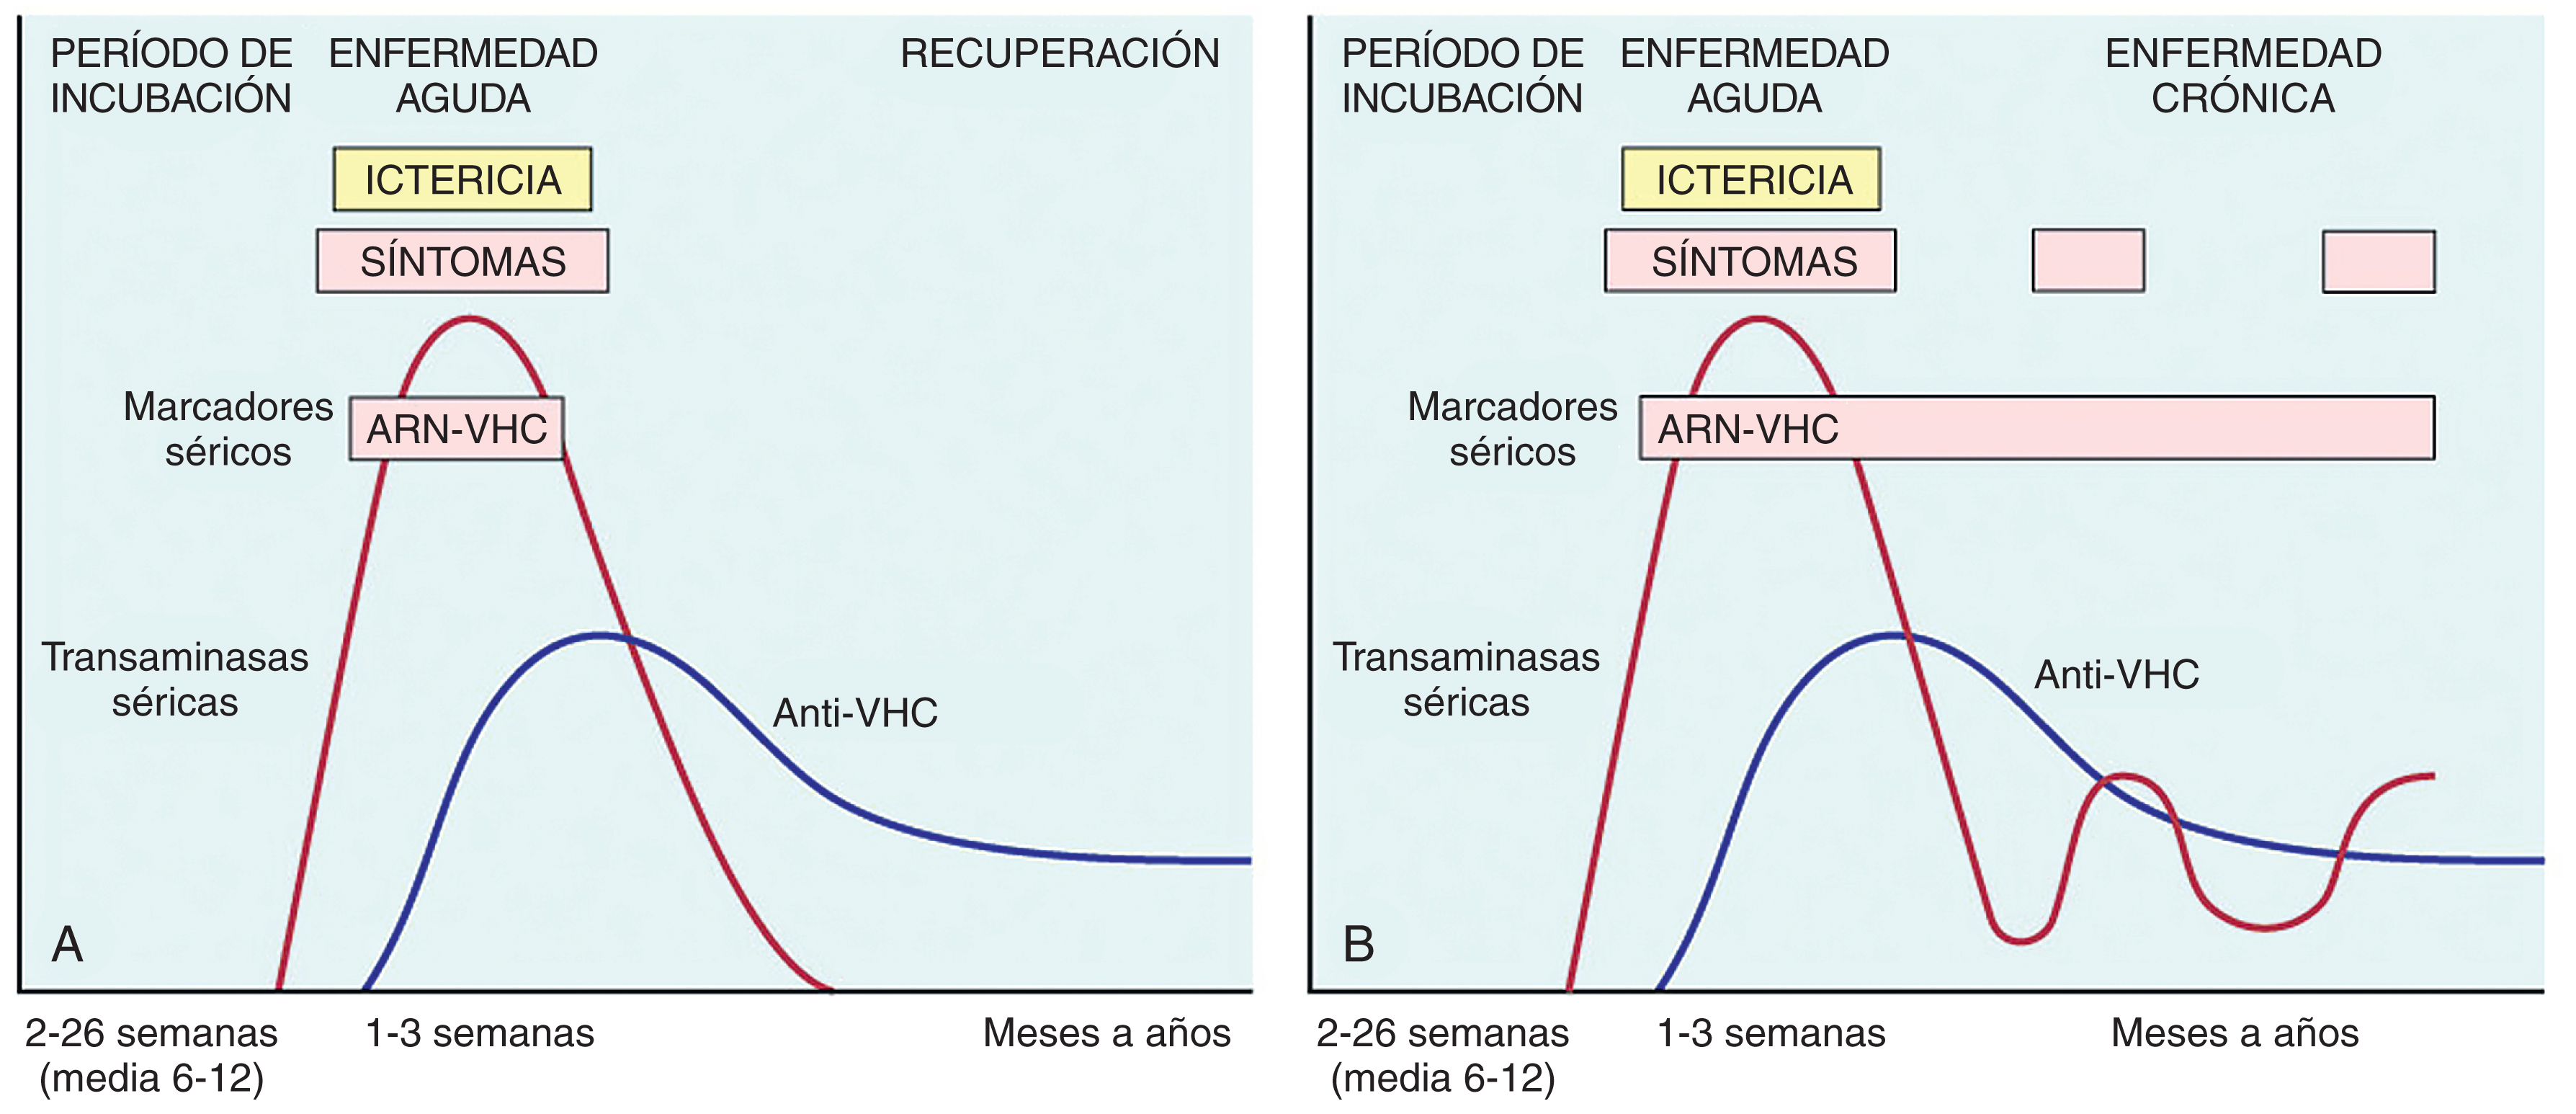 PERÍODO DE
INCUBACIÓN
ENFERMEDAD
AGUDA
RECUPERACIÓN
ICTERICIA
SÍNTOMAS
Marcadores
séricos
ARN-VHC
Transaminasas
séricas
Anti-VHC
A
2-26 semanas
(media 6-12)
1-3 semanas
Meses a años
PERÍODO DE
INCUBACIÓN
ENFERMEDAD
AGUDA
ENFERMEDAD
CRÓNICA
ICTERICIA
SÍNTOMAS
Marcadores
séricos
ARN-VHC
Transaminasas
séricas
Anti-VHC
B
2-26 semanas
(media 6-12)
1-3 semanas
Meses a años